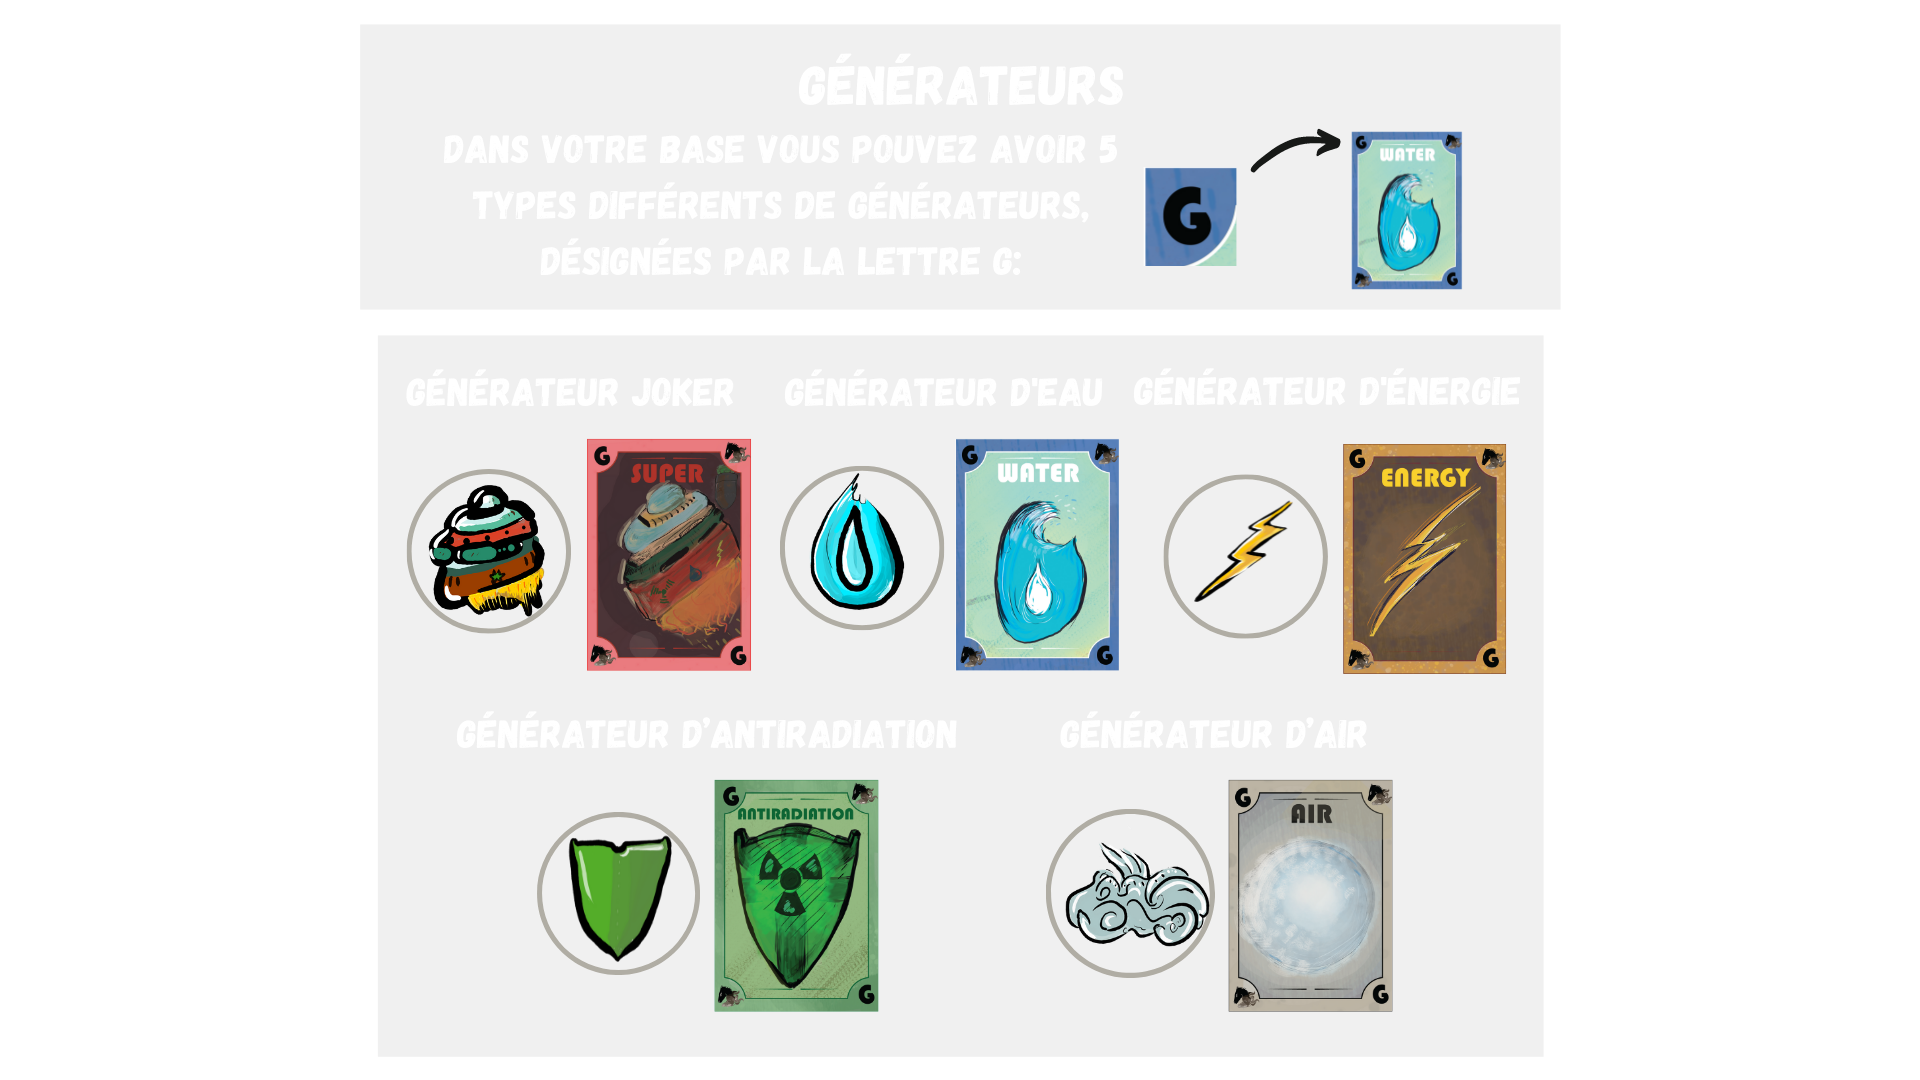 GÉNÉRATEURS
DANS VOTRE BASE VOUS POUVEZ AVOIR 5
TYPES DIFFÉRENTS DE GÉNÉRATEURS,
DÉSIGNÉES PAR LA LETTRE G:
G
G
WATER
G
GÉNÉRATEUR JOKER
GÉNÉRATEUR D'EAU
GÉNÉRATEUR D'ÉNERGIE
G
SUPER
G
G
WATER
G
G
ENERGY
G
GÉNÉRATEUR D’ANTIRADIATION
GÉNÉRATEUR D’AIR
G
ANTIRADIATION
G
G
AIR
G